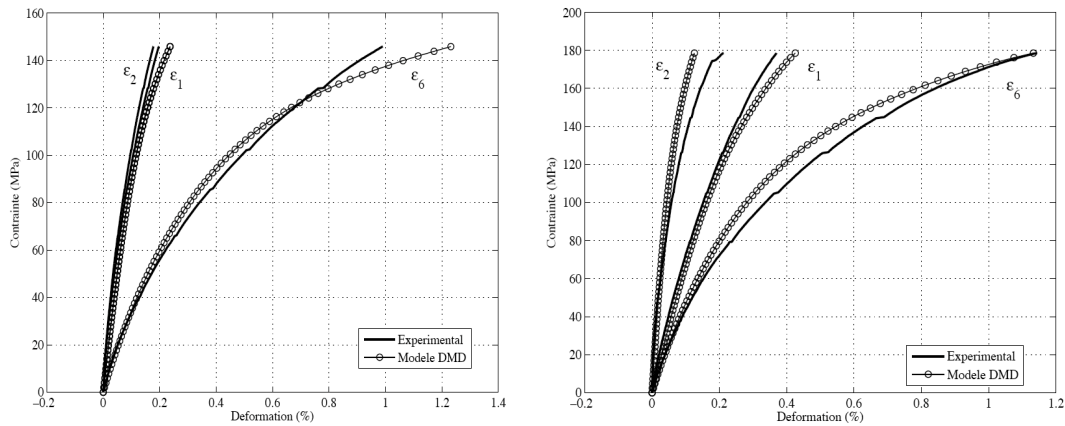 160
140
120
100
80
60
40
20
0
Contrainte (MPa)
ε2
ε1
ε6
Experimental
Modele DMD
−0.2 0 0.2 0.4 0.6 0.8 1 1.2 1.4
Deformation (%)
200
180
160
140
120
100
80
60
40
20
0
Contrainte (MPa)
ε2
ε1
ε6
Experimental
Modele DMD
−0.2 0 0.2 0.4 0.6 0.8 1 1.2
Deformation (%)